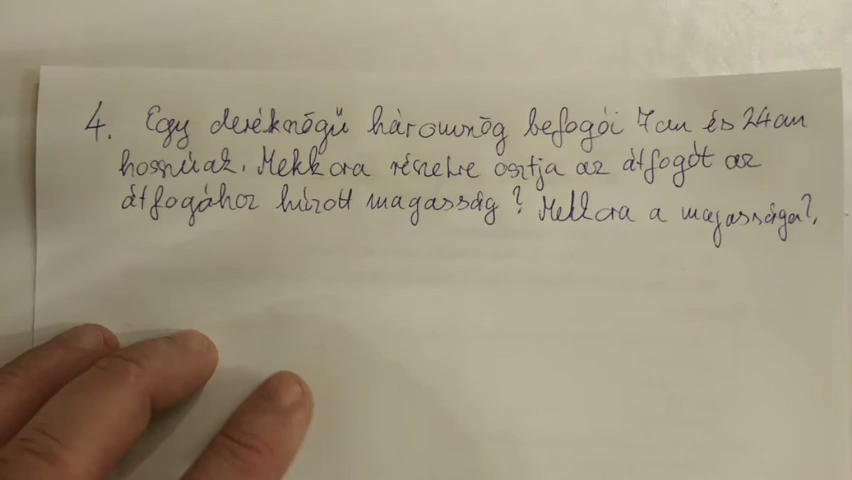 4. Egy derékszögű háromszög befogói 7cm és 24cm
hosszúak. Mekkora részekre osztja az átfogót az
átfogóhoz húzott magasság? Mekkora a magassága?